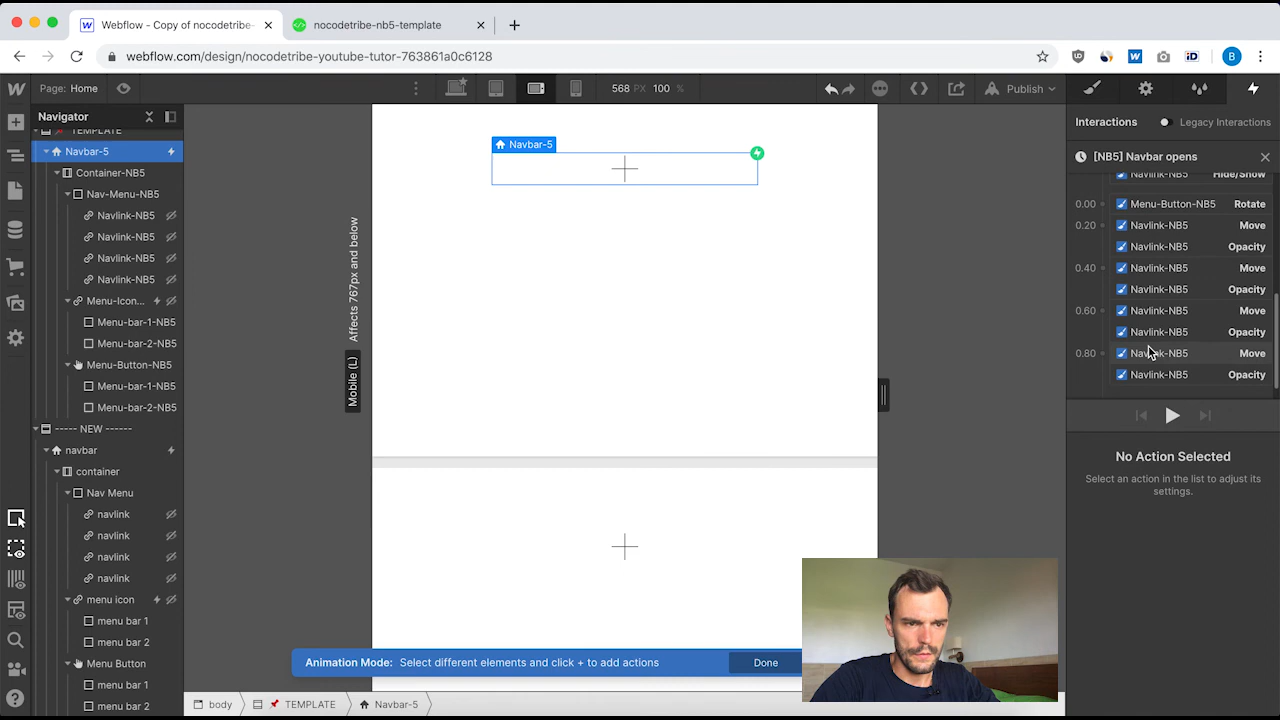 Webflow - Copy of nocodetribe-
nocodetribe-nb5-template
webflow.com/design/nocodetribe-youtube-tutor-763861a0c6128
B
Page: Home
568 PX 100 %
Publish
Navigator
TEMPLATE
Navbar-5
Container-NB5
Nav-Menu-NB5
Navlink-NB5
Navlink-NB5
Navlink-NB5
Navlink-NB5
Menu-Icon...
Menu-bar-1-NB5
Menu-bar-2-NB5
Menu-Button-NB5
Menu-bar-1-NB5
Menu-bar-2-NB5
----- NEW ------
navbar
container
Nav Menu
navlink
navlink
navlink
navlink
menu icon
menu bar 1
menu bar 2
Menu Button
menu bar 1
menu bar 2
Mobile (L)
Affects 767px and below
Navbar-5
Animation Mode: Select different elements and click + to add actions
Done
body
TEMPLATE
Navbar-5
Interactions
Legacy Interactions
[NB5] Navbar opens
Navlink-NB5 Hide/Show
0.00 Menu-Button-NB5 Rotate
0.20 Navlink-NB5 Move
Navlink-NB5 Opacity
0.40 Navlink-NB5 Move
Navlink-NB5 Opacity
0.60 Navlink-NB5 Move
Navlink-NB5 Opacity
0.80 Navlink-NB5 Move
Navlink-NB5 Opacity
No Action Selected
Select an action in the list to adjust its
settings.